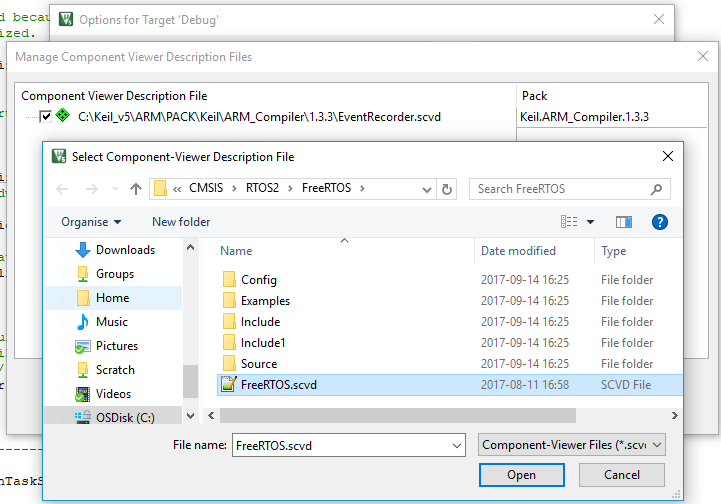 d becaus
Options for Target 'Debug'
ized.
Manage Component Viewer Description Files
Component Viewer Description File
Pack
C:\Keil_v5\ARM\PACK\Keil\ARM_Compiler\1.3.3\EventRecorder.scvd
Keil.ARM_Compiler.1.3.3
Select Component-Viewer Description File
« CMSIS > RTOS2 > FreeRTOS >
Search FreeRTOS
Organise
New folder
Downloads
Groups
Home
Music
Pictures
Scratch
Videos
OSDisk (C:)
Name
Date modified
Type
Config
2017-09-14 16:25
File folder
Examples
2017-09-14 16:25
File folder
Include
2017-09-14 16:25
File folder
Include1
2017-09-14 16:25
File folder
Source
2017-09-14 16:25
File folder
FreeRTOS.scvd
2017-08-11 16:58
SCVD File
File name:
FreeRTOS.scvd
Component-Viewer Files (*.scv
Open
Cancel
nTaskS